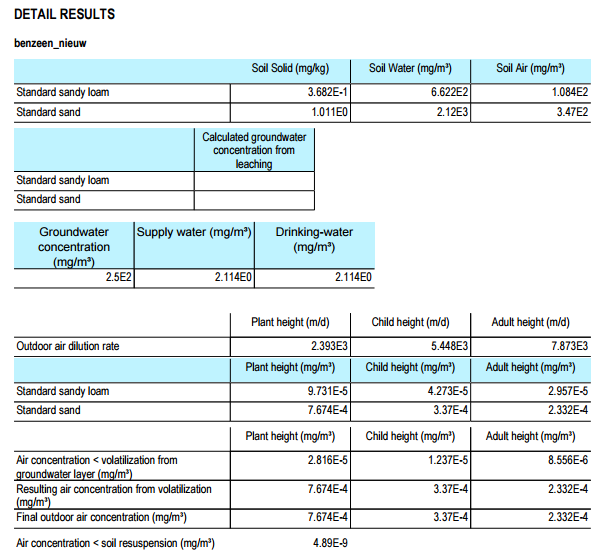 DETAIL RESULTS
benzeen_nieuw
Soil Solid (mg/kg) Soil Water (mg/m³) Soil Air (mg/m³)
Standard sandy loam 3.682E-1 6.622E2 1.084E2
Standard sand 1.011E0 2.12E3 3.47E2
Calculated groundwater
concentration from
leaching
Standard sandy loam
Standard sand
Groundwater Supply water (mg/m³) Drinking-water
concentration (mg/m³)
(mg/m³)
2.5E2 2.114E0 2.114E0
Plant height (m/d) Child height (m/d) Adult height (m/d)
Outdoor air dilution rate 2.393E3 5.448E3 7.873E3
Plant height (mg/m³) Child height (mg/m³) Adult height (mg/m³)
Standard sandy loam 9.731E-5 4.273E-5 2.957E-5
Standard sand 7.674E-4 3.37E-4 2.332E-4
Plant height (mg/m³) Child height (mg/m³) Adult height (mg/m³)
Air concentration < volatilization from 2.816E-5 1.237E-5 8.556E-6
groundwater layer (mg/m³)
Resulting air concentration from volatilization 7.674E-4 3.37E-4 2.332E-4
(mg/m³)
Final outdoor air concentration (mg/m³) 7.674E-4 3.37E-4 2.332E-4
Air concentration < soil resuspension (mg/m³) 4.89E-9